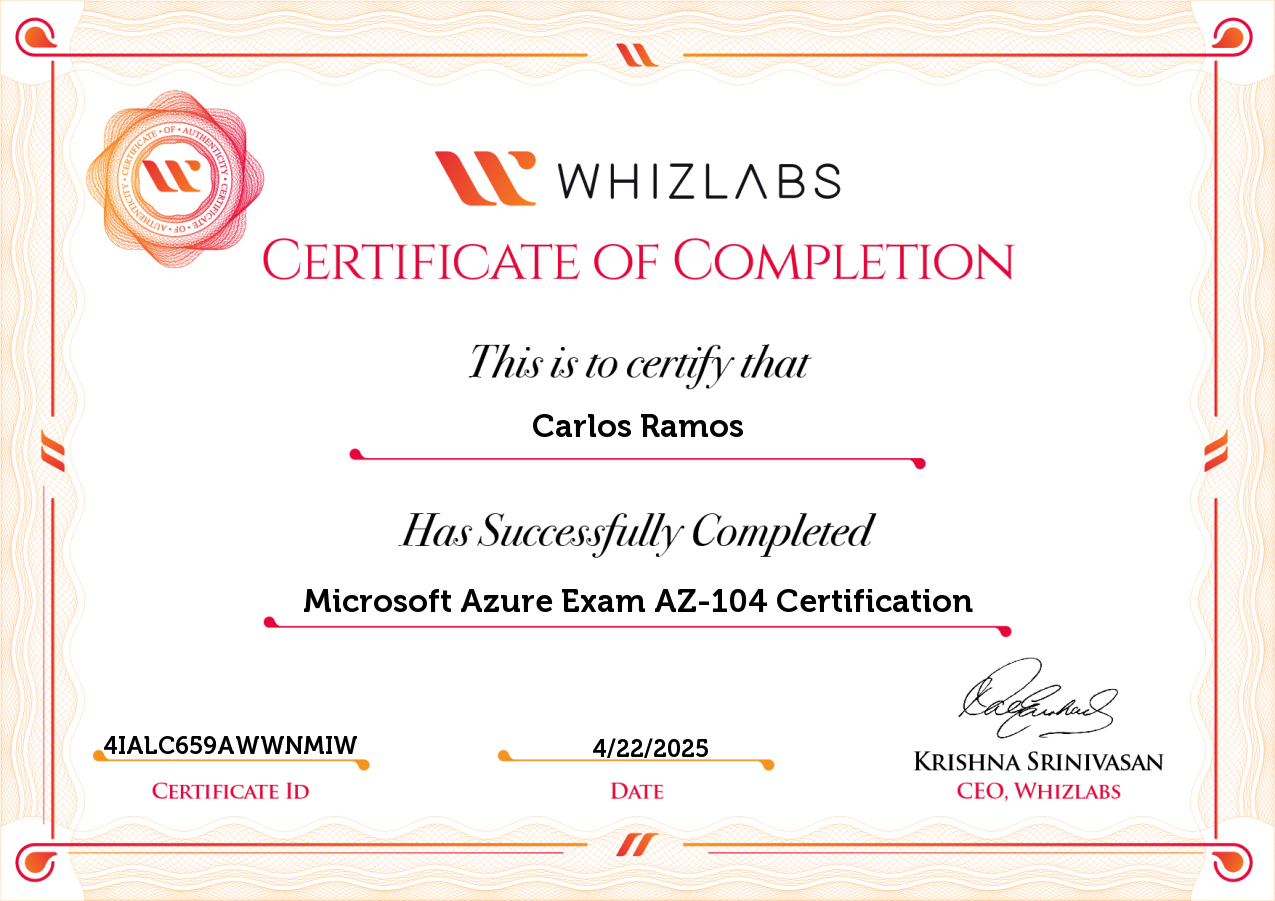 CERTIFICATE • OF • AUTHENTICITY • CERTIFICATE • OF • AUTHENTICITY •
WHIZLABS
CERTIFICATE OF COMPLETION
This is to certify that
Carlos Ramos
Has Successfully Completed
Microsoft Azure Exam AZ-104 Certification
4IALC659AWWNMIW
CERTIFICATE ID
4/22/2025
DATE
KRISHNA SRINIVASAN
CEO, WHIZLABS